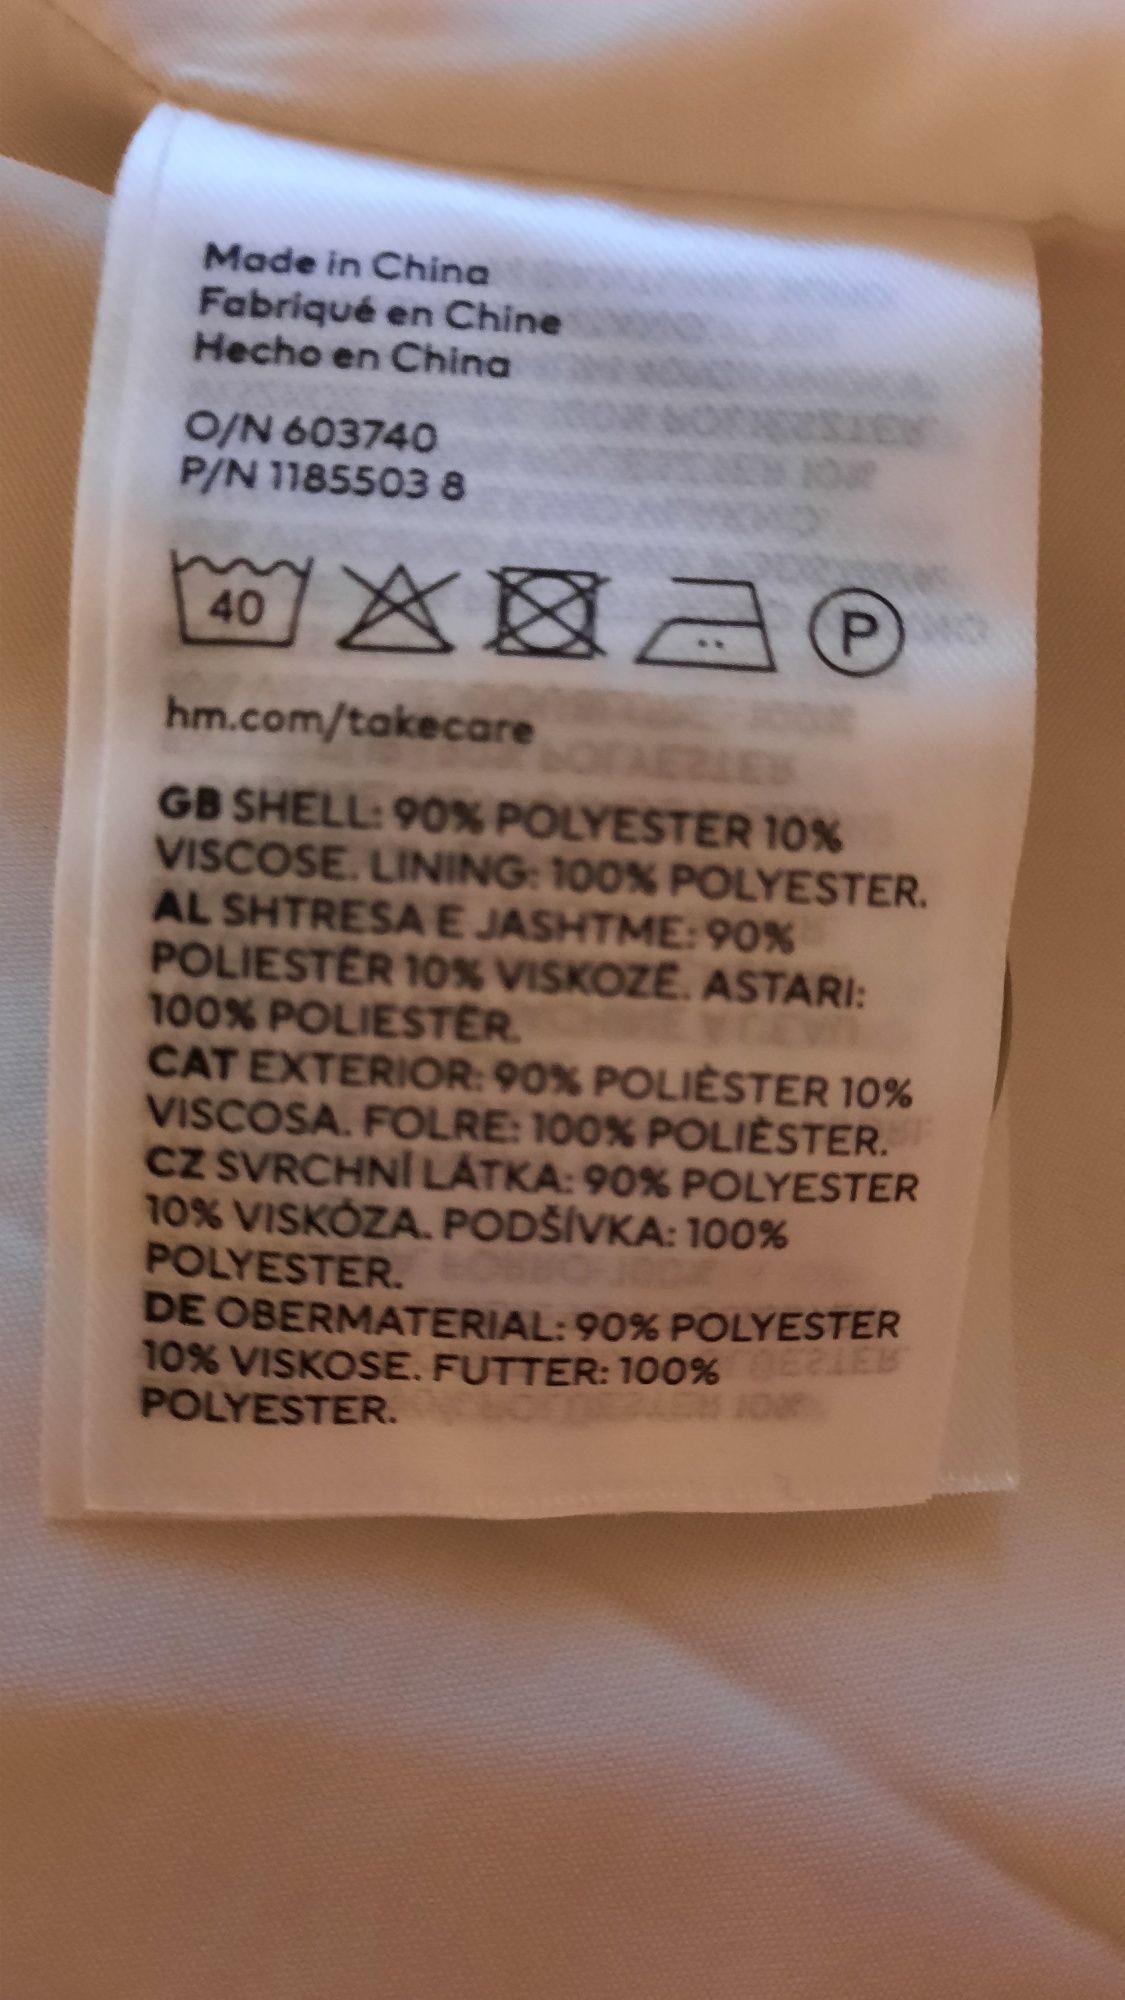 Made in China
Fabriqué en Chine
Hecho en China
O/N 603740
P/N 1185503 8
40
P
hm.com/takecare
GB SHELL: 90% POLYESTER 10%
VISCOSE. LINING: 100% POLYESTER.
AL SHTRESA E JASHTME: 90%
POLIESTËR 10% VISKOZË. ASTARI:
100% POLIESTËR.
CAT EXTERIOR: 90% POLIÈSTER 10%
VISCOSA. FOLRE: 100% POLIÈSTER.
CZ SVRCHNÍ LÁTKA: 90% POLYESTER
10% VISKÓZA. PODŠÍVKA: 100%
POLYESTER.
DE OBERMATERIAL: 90% POLYESTER
10% VISKOSE. FUTTER: 100%
POLYESTER.